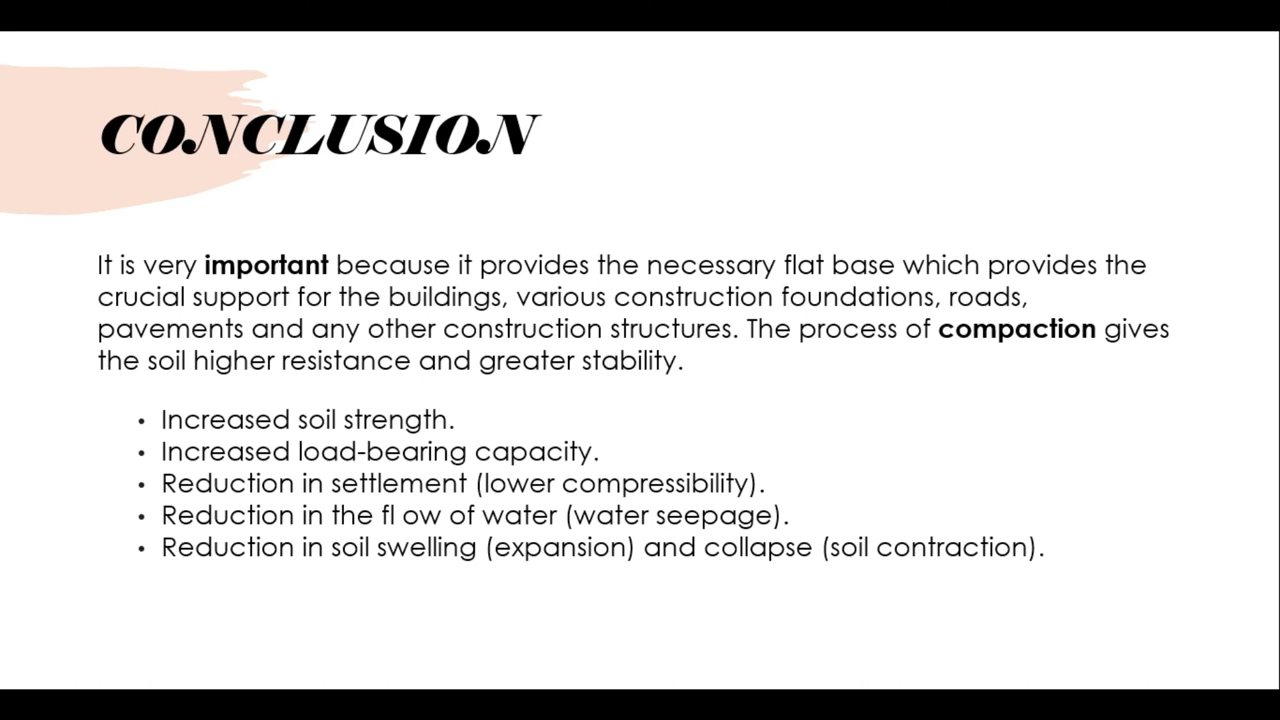 CONCLUSION
It is very important because it provides the necessary flat base which provides the
crucial support for the buildings, various construction foundations, roads,
pavements and any other construction structures. The process of compaction gives
the soil higher resistance and greater stability.
• Increased soil strength.
• Increased load-bearing capacity.
• Reduction in settlement (lower compressibility).
• Reduction in the fl ow of water (water seepage).
• Reduction in soil swelling (expansion) and collapse (soil contraction).